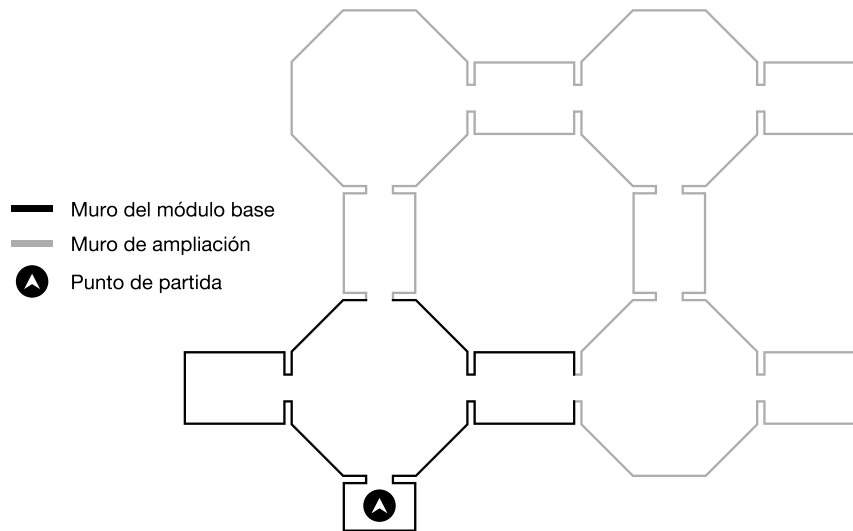 Muro del módulo base
Muro de ampliación
Punto de partida